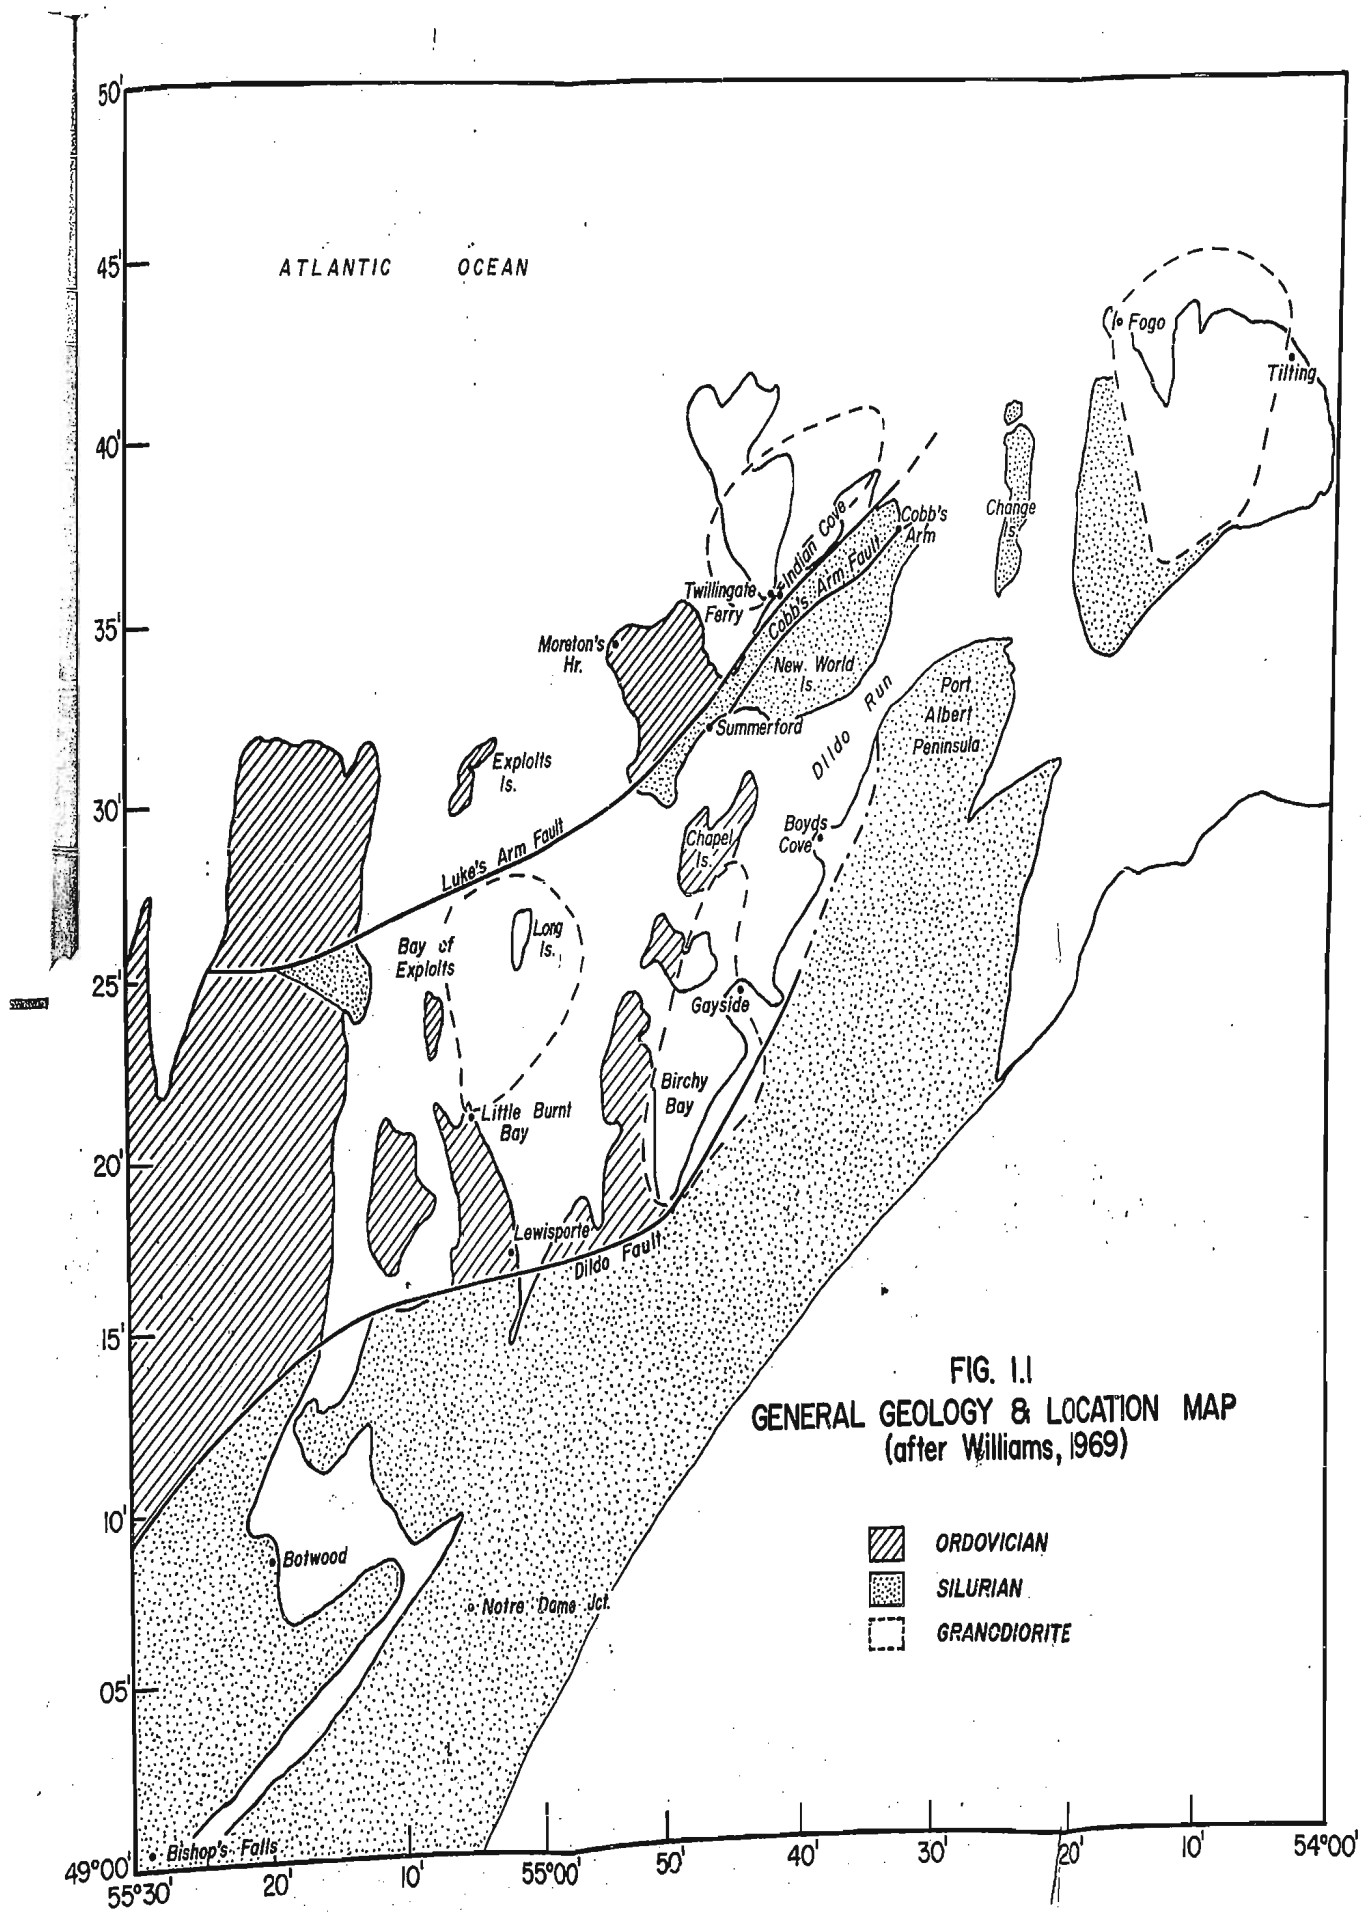 50'
45'
40'
35'
30'
25'
20'
15'
10'
05'
49°00'
55°30'
20'
10'
55°00'
50'
40'
30'
20'
10'
54°00'
ATLANTIC OCEAN
Fogo
Tilting
Change
Is.
Cobb's
Arm
Indian Cove
Cobb's Arm Fault
Twillingate
Ferry
Moreton's
Hr.
New World
Is.
Summerford
Dildo Run
Port
Albert
Peninsula
Exploits
Is.
Luke's Arm Fault
Chapel
Is.
Boyds
Cove
Long
Is.
Bay of
Exploits
Gayside
Birchy
Bay
Little Burnt
Bay
Lewisporte
Dildo Fault
Botwood
Notre Dame Jct.
Bishop's Falls
FIG. 1.1
GENERAL GEOLOGY & LOCATION MAP
(after Williams, 1969)
ORDOVICIAN
SILURIAN
GRANODIORITE